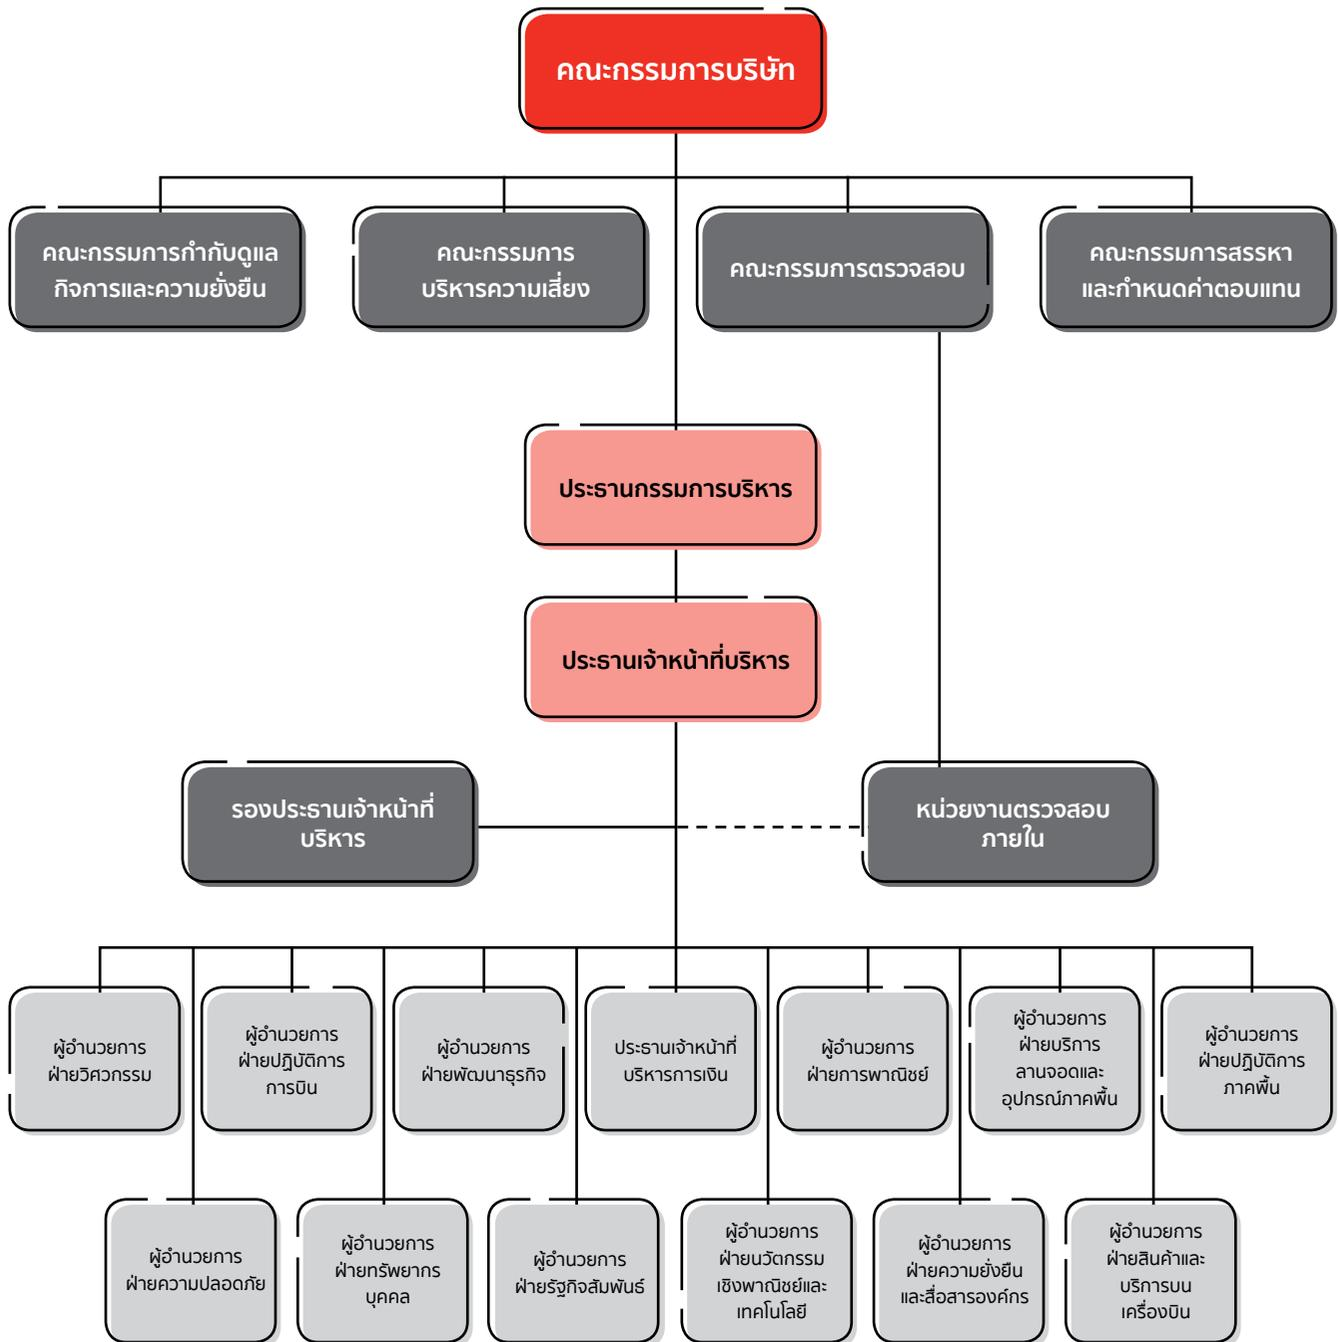 คณะกรรมการบริษัท
คณะกรรมการกำกับดูแล
กิจการและความยั่งยืน
คณะกรรมการ
บริหารความเสี่ยง
คณะกรรมการตรวจสอบ
คณะกรรมการสรรหา
และกำหนดค่าตอบแทน
ประธานกรรมการบริหาร
ประธานเจ้าหน้าที่บริหาร
รองประธานเจ้าหน้าที่
บริหาร
หน่วยงานตรวจสอบ
ภายใน
ผู้อำนวยการ
ฝ่ายวิศวกรรม
ผู้อำนวยการ
ฝ่ายปฏิบัติการ
การบิน
ผู้อำนวยการ
ฝ่ายพัฒนาธุรกิจ
ประธานเจ้าหน้าที่
บริหารการเงิน
ผู้อำนวยการ
ฝ่ายการพาณิชย์
ผู้อำนวยการ
ฝ่ายบริการ
ลานจอดและ
อุปกรณ์ภาคพื้น
ผู้อำนวยการ
ฝ่ายปฏิบัติการ
ภาคพื้น
ผู้อำนวยการ
ฝ่ายความปลอดภัย
ผู้อำนวยการ
ฝ่ายทรัพยากร
บุคคล
ผู้อำนวยการ
ฝ่ายรัฐกิจสัมพันธ์
ผู้อำนวยการ
ฝ่ายนวัตกรรม
เชิงพาณิชย์และ
เทคโนโลยี
ผู้อำนวยการ
ฝ่ายความยั่งยืน
และสื่อสารองค์กร
ผู้อำนวยการ
ฝ่ายสินค้าและ
บริการบน
เครื่องบิน